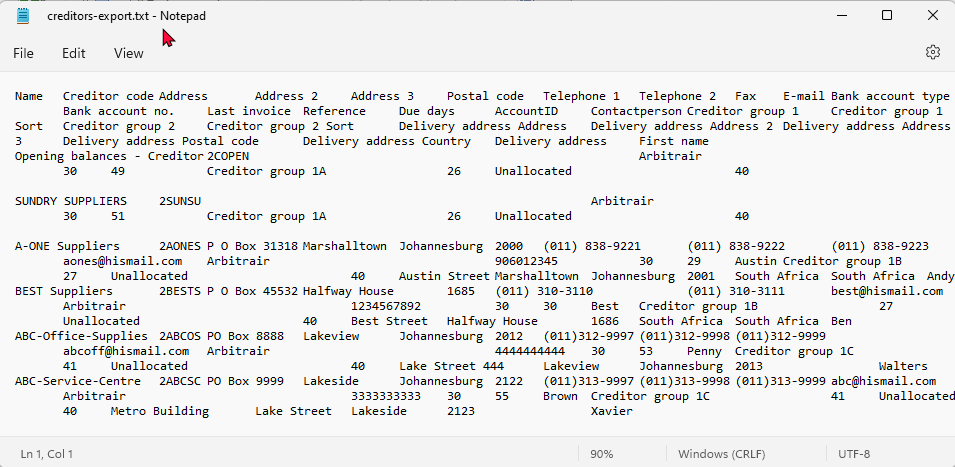 creditors-export.txt - Notepad
File Edit View
Name Creditor code Address Address 2 Address 3 Postal code Telephone 1 Telephone 2 Fax E-mail Bank account type
Bank account no. Last invoice Reference Due days AccountID Contactperson Creditor group 1 Creditor group 1
Sort Creditor group 2 Creditor group 2 Sort Delivery address Address Delivery address Address 2 Delivery address Address
3 Delivery address Postal code Delivery address Country Delivery address First name
Opening balances - Creditor 2COPEN Arbitrair
30 49 Creditor group 1A 26 Unallocated 40
SUNDRY SUPPLIERS 2SUNSU Arbitrair
30 51 Creditor group 1A 26 Unallocated 40
A-ONE Suppliers 2AONES P O Box 31318 Marshalltown Johannesburg 2000 (011) 838-9221 (011) 838-9222 (011) 838-9223
aones@hismail.com Arbitrair 906012345 30 29 Austin Creditor group 1B
27 Unallocated 40 Austin Street Marshalltown Johannesburg 2001 South Africa South Africa Andy
BEST Suppliers 2BESTS P O Box 45532 Halfway House 1685 (011) 310-3110 (011) 310-3111 best@hismail.com
Arbitrair 1234567892 30 30 Best Creditor group 1B 27
Unallocated 40 Best Street Halfway House 1686 South Africa South Africa Ben
ABC-Office-Supplies 2ABCOS PO Box 8888 Lakeview Johannesburg 2012 (011)312-9997 (011)312-9998 (011)312-9999
abcoff@hismail.com Arbitrair 4444444444 30 53 Penny Creditor group 1C
41 Unallocated 40 Lake Street 444 Lakeview Johannesburg 2013 Walters
ABC-Service-Centre 2ABCSC PO Box 9999 Lakeside Johannesburg 2122 (011)313-9997 (011)313-9998 (011)313-9999 abc@hismail.com
Arbitrair 3333333333 30 55 Brown Creditor group 1C 41 Unallocated
40 Metro Building Lake Street Lakeside 2123 Xavier
Ln 1, Col 1 90% Windows (CRLF) UTF-8